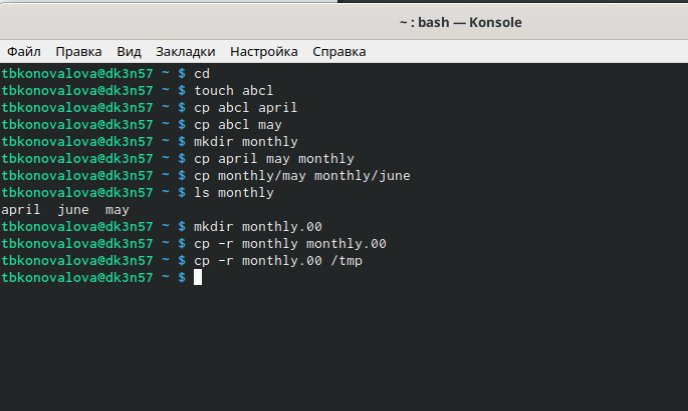 ~ : bash — Konsole
Файл Правка Вид Закладки Настройка Справка
tbkonovalova@dk3n57 ~ $ cd
tbkonovalova@dk3n57 ~ $ touch abcl
tbkonovalova@dk3n57 ~ $ cp abcl april
tbkonovalova@dk3n57 ~ $ cp abcl may
tbkonovalova@dk3n57 ~ $ mkdir monthly
tbkonovalova@dk3n57 ~ $ cp april may monthly
tbkonovalova@dk3n57 ~ $ cp monthly/may monthly/june
tbkonovalova@dk3n57 ~ $ ls monthly
april june may
tbkonovalova@dk3n57 ~ $ mkdir monthly.00
tbkonovalova@dk3n57 ~ $ cp -r monthly monthly.00
tbkonovalova@dk3n57 ~ $ cp -r monthly.00 /tmp
tbkonovalova@dk3n57 ~ $